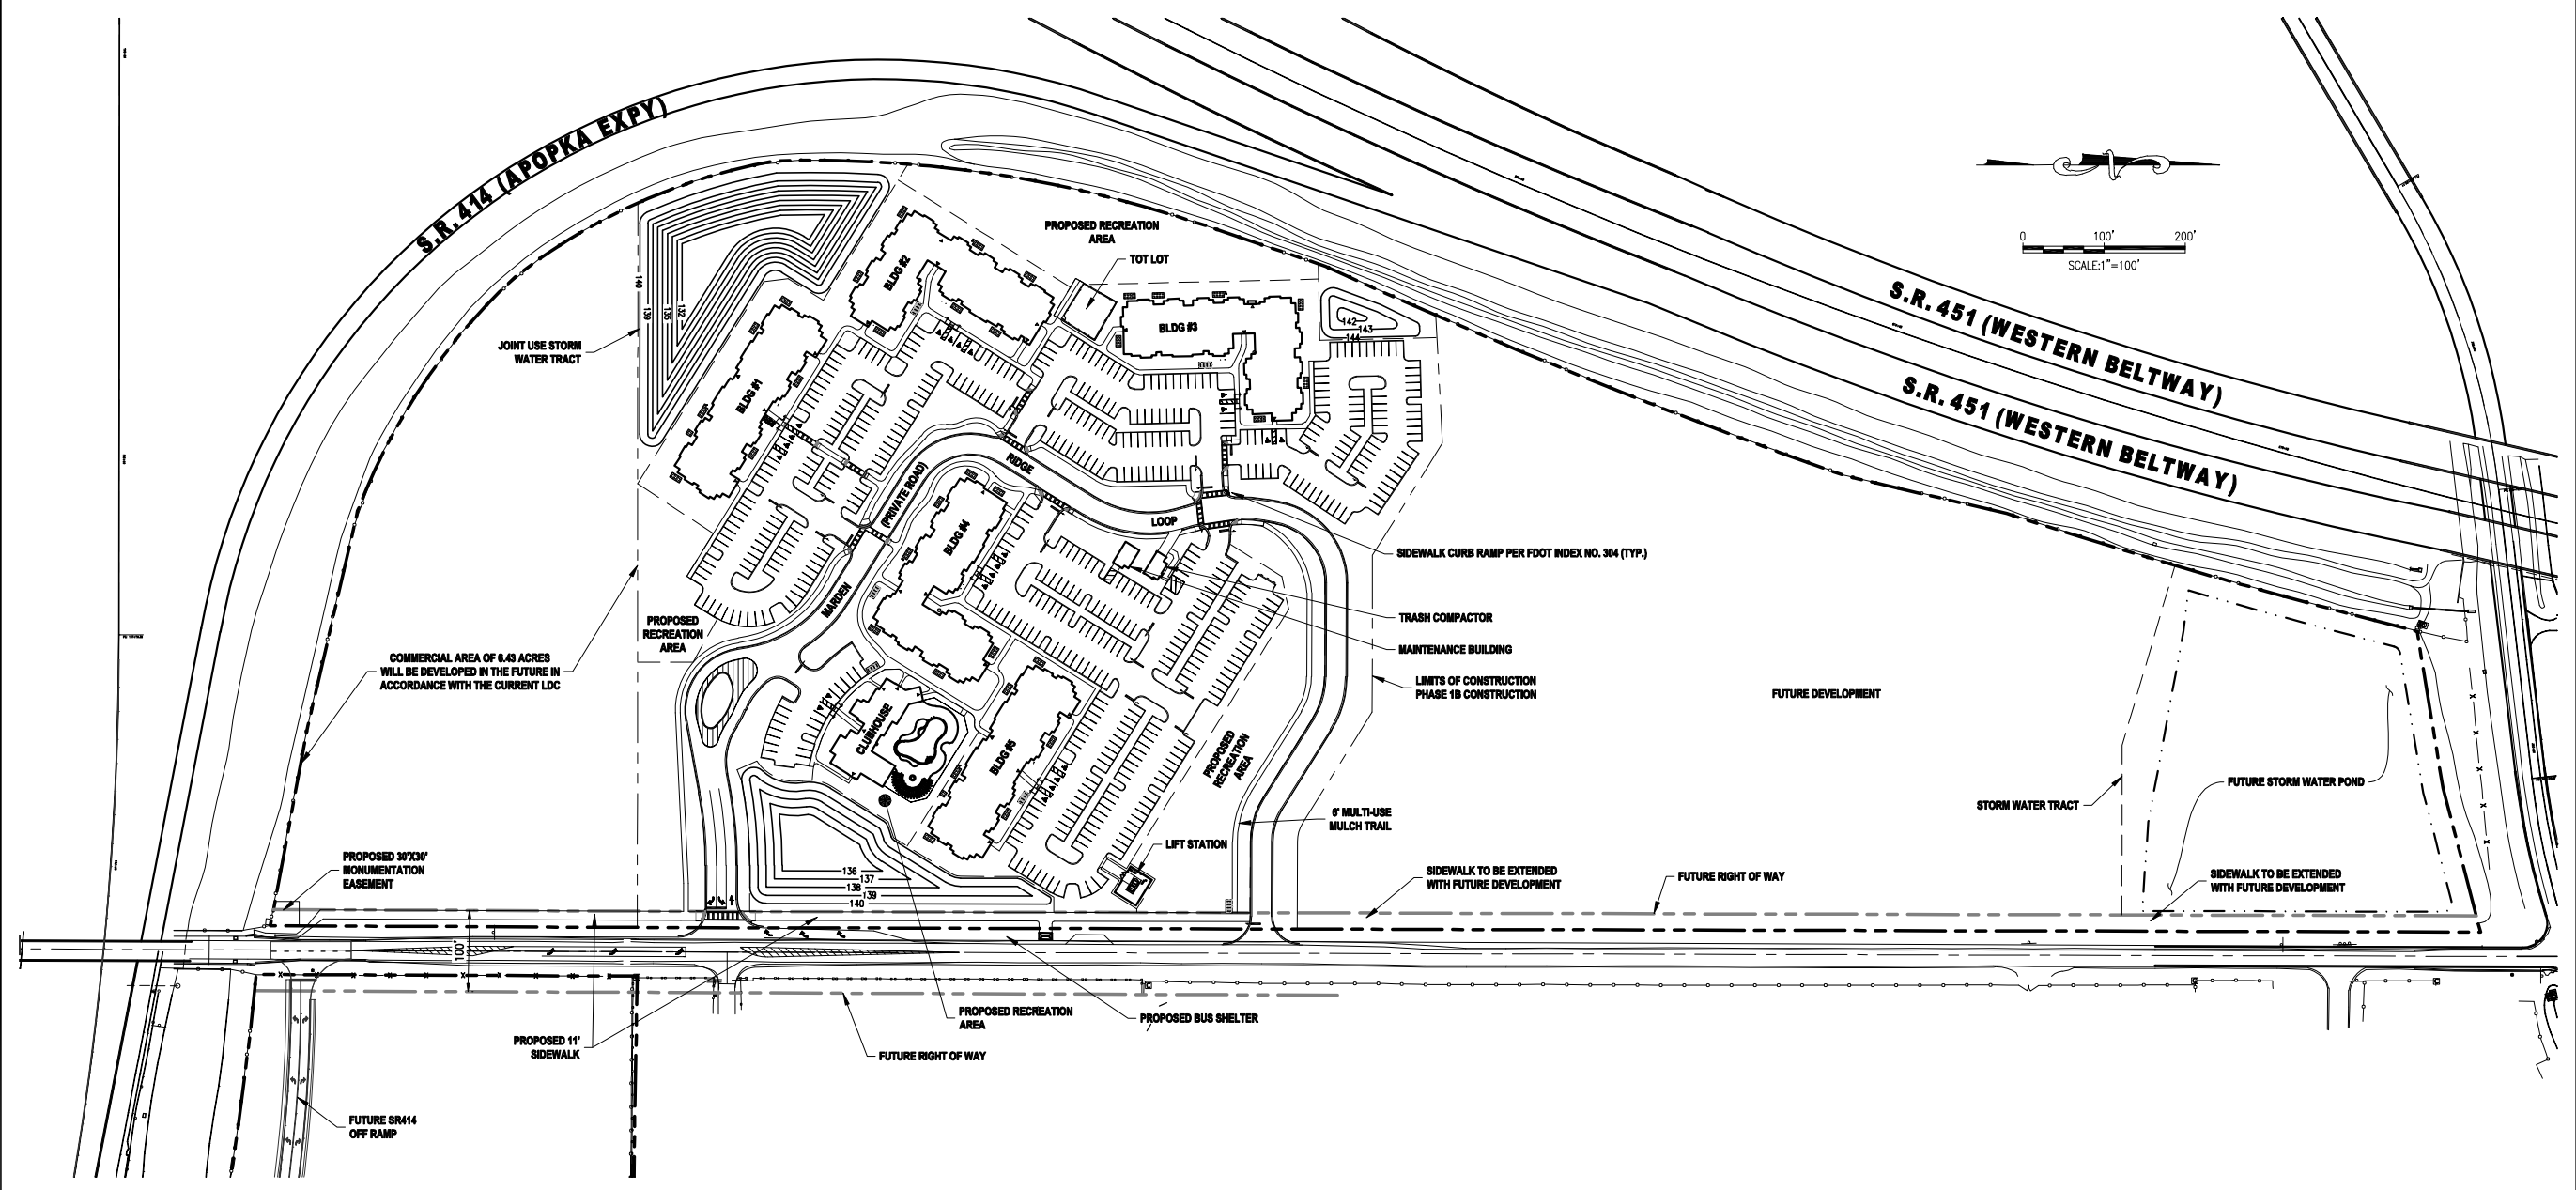 S.R. 414 (APOPKA EXPY)
PROPOSED RECREATION
AREA
TOT LOT
0 100' 200'
SCALE:1"=100'
S.R. 451 (WESTERN BELTWAY)
S.R. 451 (WESTERN BELTWAY)
BLDG #2
BLDG #3
BLDG #1
140
139
135
132
142
143
144
JOINT USE STORM
WATER TRACT
RIDGE
(PRIVATE ROAD)
LOOP
MARDEN
BLDG #4
SIDEWALK CURB RAMP PER FDOT INDEX NO. 304 (TYP.)
TRASH COMPACTOR
MAINTENANCE BUILDING
LIMITS OF CONSTRUCTION
PHASE 1B CONSTRUCTION
PROPOSED
RECREATION
AREA
COMMERCIAL AREA OF 6.43 ACRES
WILL BE DEVELOPED IN THE FUTURE IN
ACCORDANCE WITH THE CURRENT LDC
CLUBHOUSE
BLDG #5
PROPOSED
RECREATION
AREA
FUTURE DEVELOPMENT
FUTURE STORM WATER POND
STORM WATER TRACT
6' MULTI-USE
MULCH TRAIL
LIFT STATION
PROPOSED 30'X30'
MONUMENTATION
EASEMENT
136
137
138
139
140
SIDEWALK TO BE EXTENDED
WITH FUTURE DEVELOPMENT
FUTURE RIGHT OF WAY
SIDEWALK TO BE EXTENDED
WITH FUTURE DEVELOPMENT
100'
PROPOSED 11'
SIDEWALK
PROPOSED RECREATION
AREA
PROPOSED BUS SHELTER
FUTURE RIGHT OF WAY
FUTURE SR414
OFF RAMP